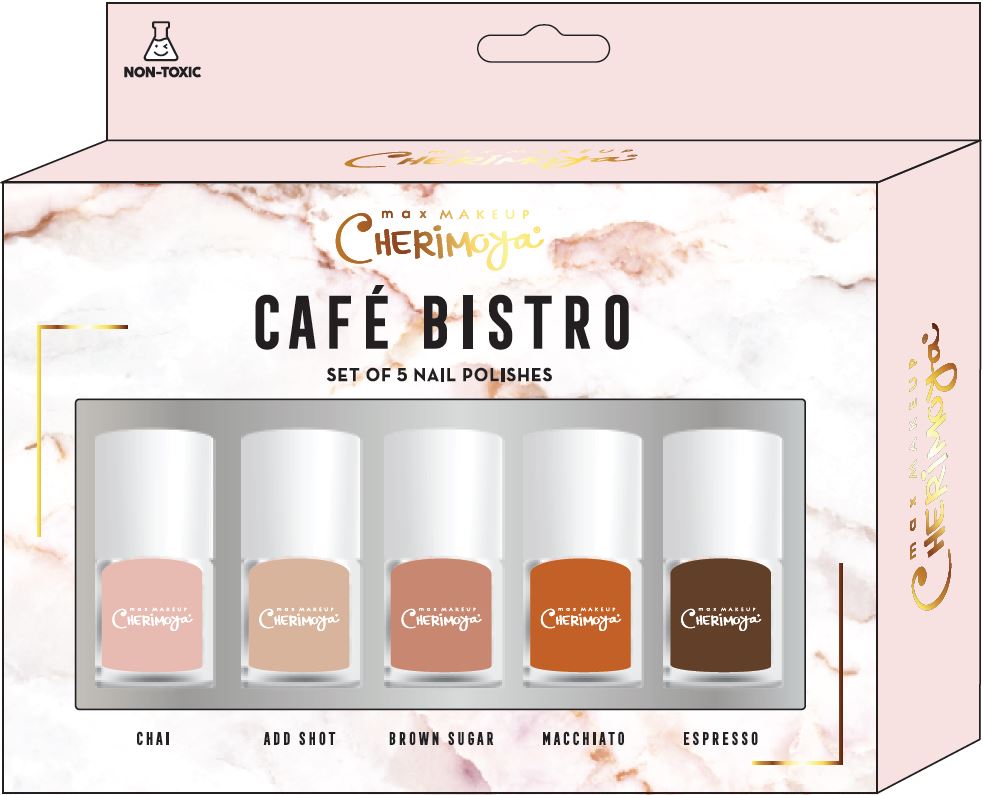 NON-TOXIC
max MAKEUP
CHERiMOya
max MAKEUP
CHERiMOya
CAFÉ BISTRO
SET OF 5 NAIL POLISHES
max MAKEUP
CHERiMOya
max MAKEUP
CHERiMOya
max MAKEUP
CHERiMOya
max MAKEUP
CHERiMOya
max MAKEUP
CHERiMOya
CHAI
ADD SHOT
BROWN SUGAR
MACCHIATO
ESPRESSO
max MAKEUP
CHERiMOya